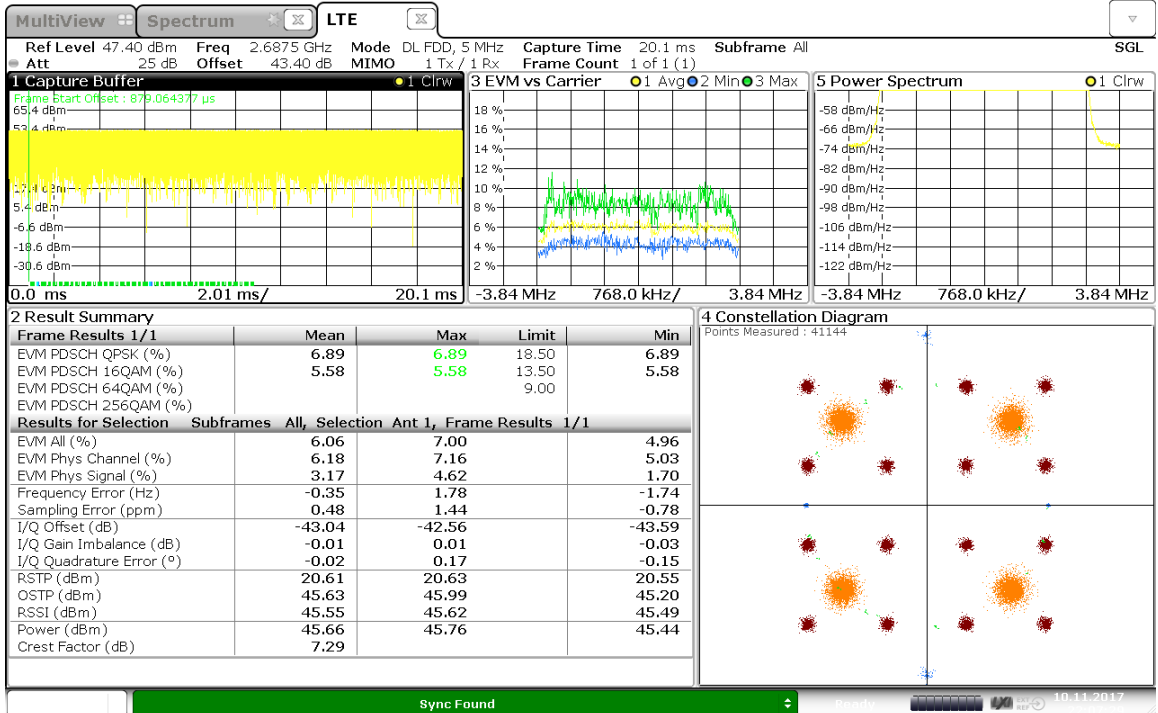 MultiView Spectrum LTE
Ref Level 47.40 dBm Freq 2.6875 GHz Mode DL FDD, 5 MHz Capture Time 20.1 ms Subframe All SGL
Att 25 dB Offset 43.40 dB MIMO 1 Tx / 1 Rx Frame Count 1 of 1 (1)
1 Capture Buffer 1 Clrw
Frame Start Offset : 879.064377 µs
65.4 dBm
53.4 dBm
5.4 dBm
-6.6 dBm
-18.6 dBm
-30.6 dBm
0.0 ms 2.01 ms/ 20.1 ms
3 EVM vs Carrier 1 Avg 2 Min 3 Max
18 %
16 %
14 %
12 %
10 %
8 %
6 %
4 %
2 %
-3.84 MHz 768.0 kHz/ 3.84 MHz
5 Power Spectrum 1 Clrw
-58 dBm/Hz
-66 dBm/Hz
-74 dBm/Hz
-82 dBm/Hz
-90 dBm/Hz
-98 dBm/Hz
-106 dBm/Hz
-114 dBm/Hz
-122 dBm/Hz
-3.84 MHz 768.0 kHz/ 3.84 MHz
2 Result Summary
Frame Results 1/1 Mean Max Limit Min
EVM PDSCH QPSK (%) 6.89 6.89 18.50 6.89
EVM PDSCH 16QAM (%) 5.58 5.58 13.50 5.58
EVM PDSCH 64QAM (%) 9.00
EVM PDSCH 256QAM (%)
Results for Selection Subframes All, Selection Ant 1, Frame Results 1/1
EVM All (%) 6.06 7.00 4.96
EVM Phys Channel (%) 6.18 7.16 5.03
EVM Phys Signal (%) 3.17 4.62 1.70
Frequency Error (Hz) -0.35 1.78 -1.74
Sampling Error (ppm) 0.48 1.44 -0.78
I/Q Offset (dB) -43.04 -42.56 -43.59
I/Q Gain Imbalance (dB) -0.01 0.01 -0.03
I/Q Quadrature Error (°) -0.02 0.17 -0.15
RSTP (dBm) 20.61 20.63 20.55
OSTP (dBm) 45.63 45.99 45.20
RSSI (dBm) 45.55 45.62 45.49
Power (dBm) 45.66 45.76 45.44
Crest Factor (dB) 7.29
4 Constellation Diagram
Points Measured : 41144
Sync Found
Ready
LXI
EXT
REF
10.11.2017